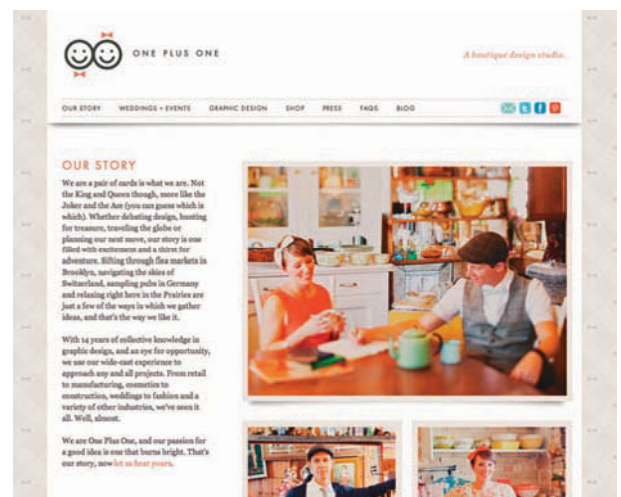 ONE PLUS ONE
A boutique design studio.
OUR STORY WEDDINGS + EVENTS GRAPHIC DESIGN SHOP PRESS FAQS BLOG
OUR STORY
We are a pair of cards is what we are. Not
the King and Queen though, more like the
Joker and the Ace (you can guess which is
which). Whether debating design, hunting
for treasure, traveling the globe or
planning our next move, our story is one
filled with excitement and a thirst for
adventure. Sifting through flea markets in
Brooklyn, navigating the skies of
Switzerland, sampling pubs in Germany
and relaxing right here in the Prairies are
just a few of the ways in which we gather
ideas, and that's the way we like it.
With 14 years of collective knowledge in
graphic design, and an eye for opportunity,
we use our wide-cast experience to
approach any and all projects. From retail
to manufacturing, cosmetics to
construction, weddings to fashion and a
variety of other industries, we've seen it
all. Well, almost.
We are One Plus One, and our passion for
a good idea is one that burns bright. That's
our story, now let us hear yours.